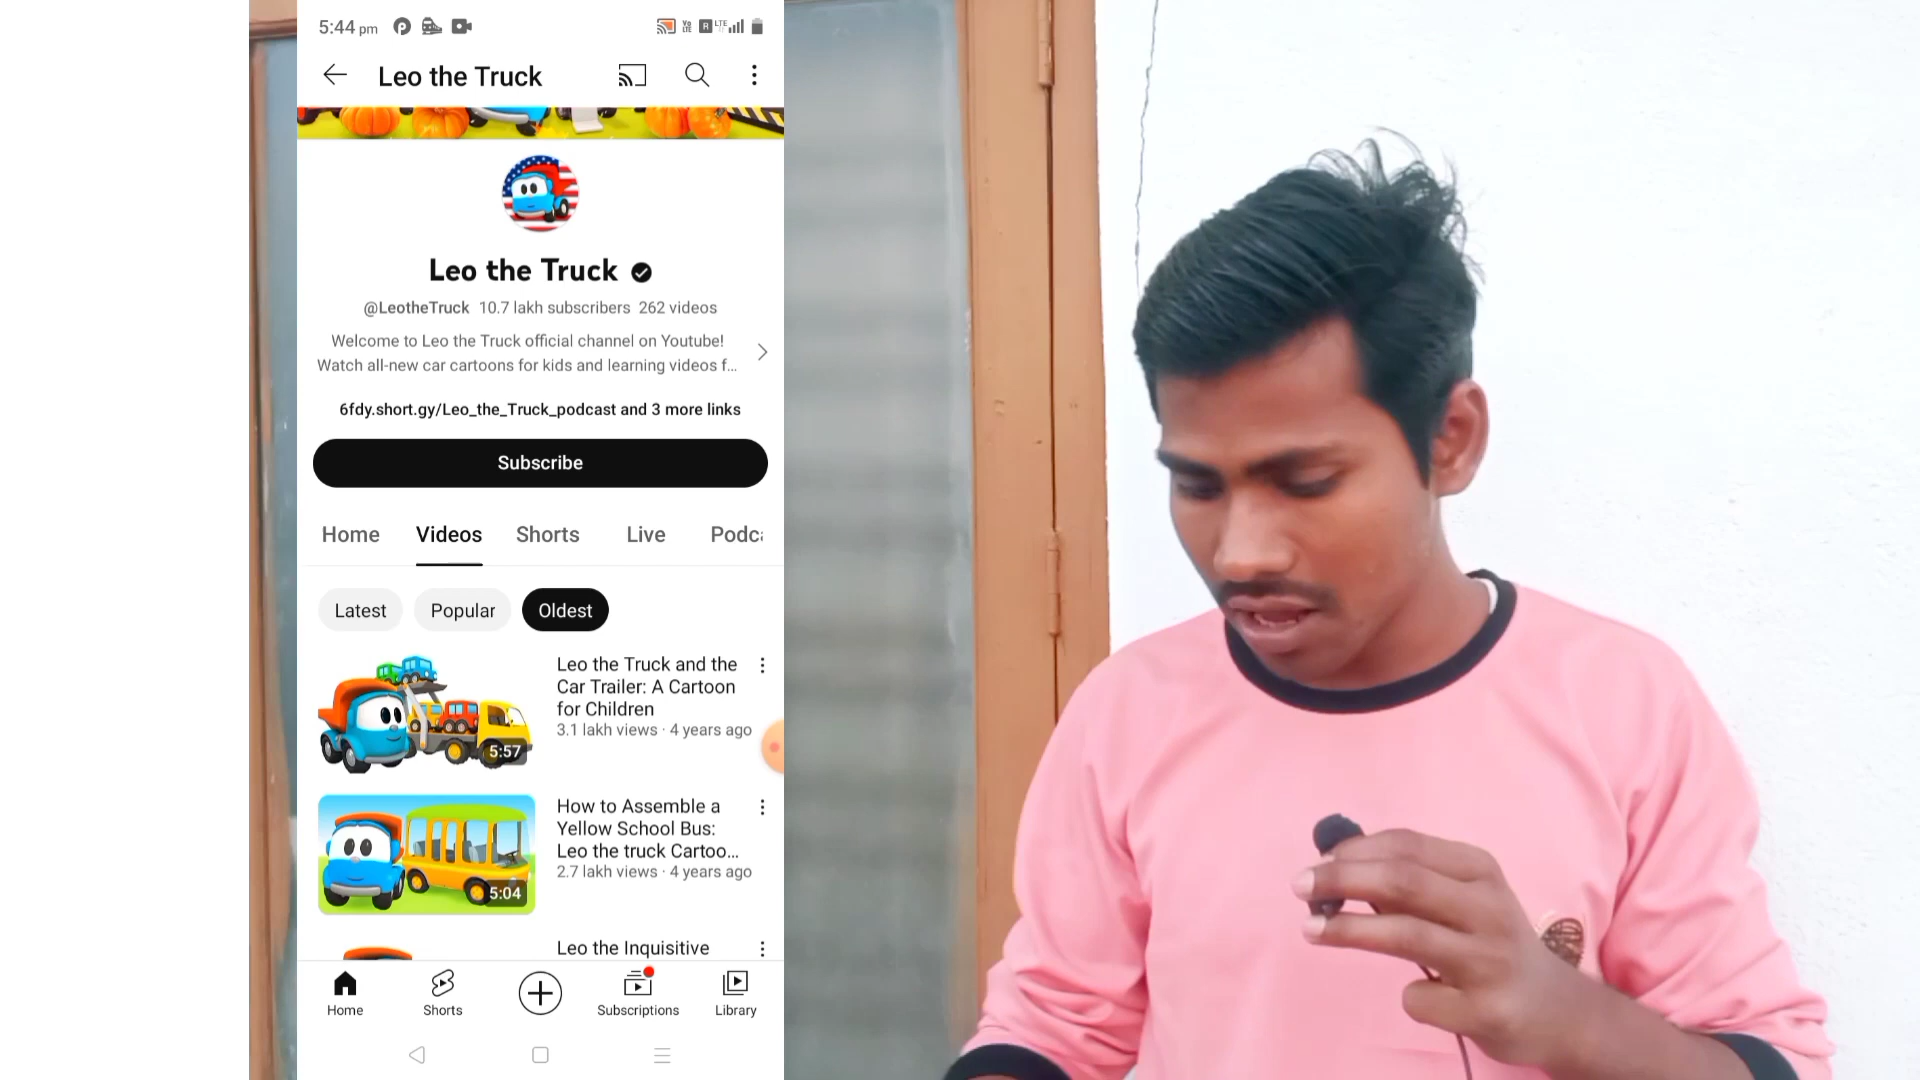 5:44 pm
Leo the Truck
Leo the Truck
@LeotheTruck 10.7 lakh subscribers 262 videos
Welcome to Leo the Truck official channel on Youtube!
Watch all-new car cartoons for kids and learning videos f...
6fdy.short.gy/Leo_the_Truck_podcast and 3 more links
Subscribe
Home Videos Shorts Live Podca
Latest Popular Oldest
Leo the Truck and the
Car Trailer: A Cartoon
for Children
3.1 lakh views · 4 years ago
5:57
How to Assemble a
Yellow School Bus:
Leo the truck Cartoo...
2.7 lakh views · 4 years ago
5:04
Leo the Inquisitive
Home Shorts Subscriptions Library